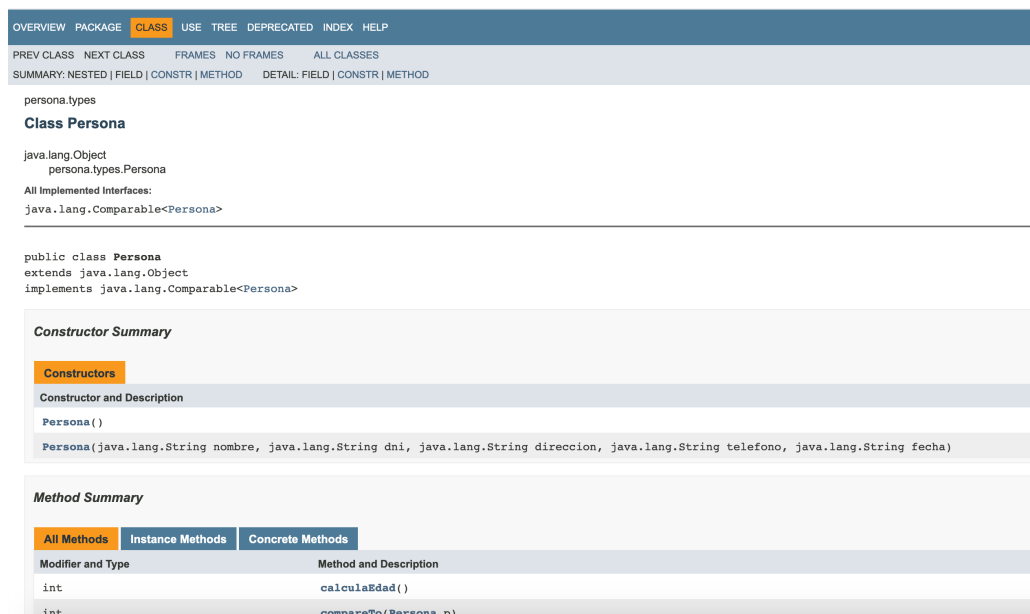 OVERVIEW PACKAGE CLASS USE TREE DEPRECATED INDEX HELP
PREV CLASS NEXT CLASS FRAMES NO FRAMES ALL CLASSES
SUMMARY: NESTED | FIELD | CONSTR | METHOD DETAIL: FIELD | CONSTR | METHOD
persona.types
Class Persona
java.lang.Object
persona.types.Persona
All Implemented Interfaces:
java.lang.Comparable<Persona>
public class Persona
extends java.lang.Object
implements java.lang.Comparable<Persona>
Constructor Summary
Constructors
Constructor and Description
Persona()
Persona(java.lang.String nombre, java.lang.String dni, java.lang.String direccion, java.lang.String telefono, java.lang.String fecha)
Method Summary
All Methods Instance Methods Concrete Methods
Modifier and Type Method and Description
int calculaEdad()
int compareTo(Persona p)